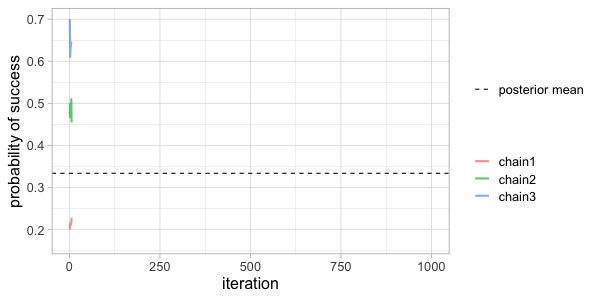 0.7
0.6
0.5
0.4
0.3
0.2
probability of success
0 250 500 750 1000
iteration
posterior mean
chain1
chain2
chain3